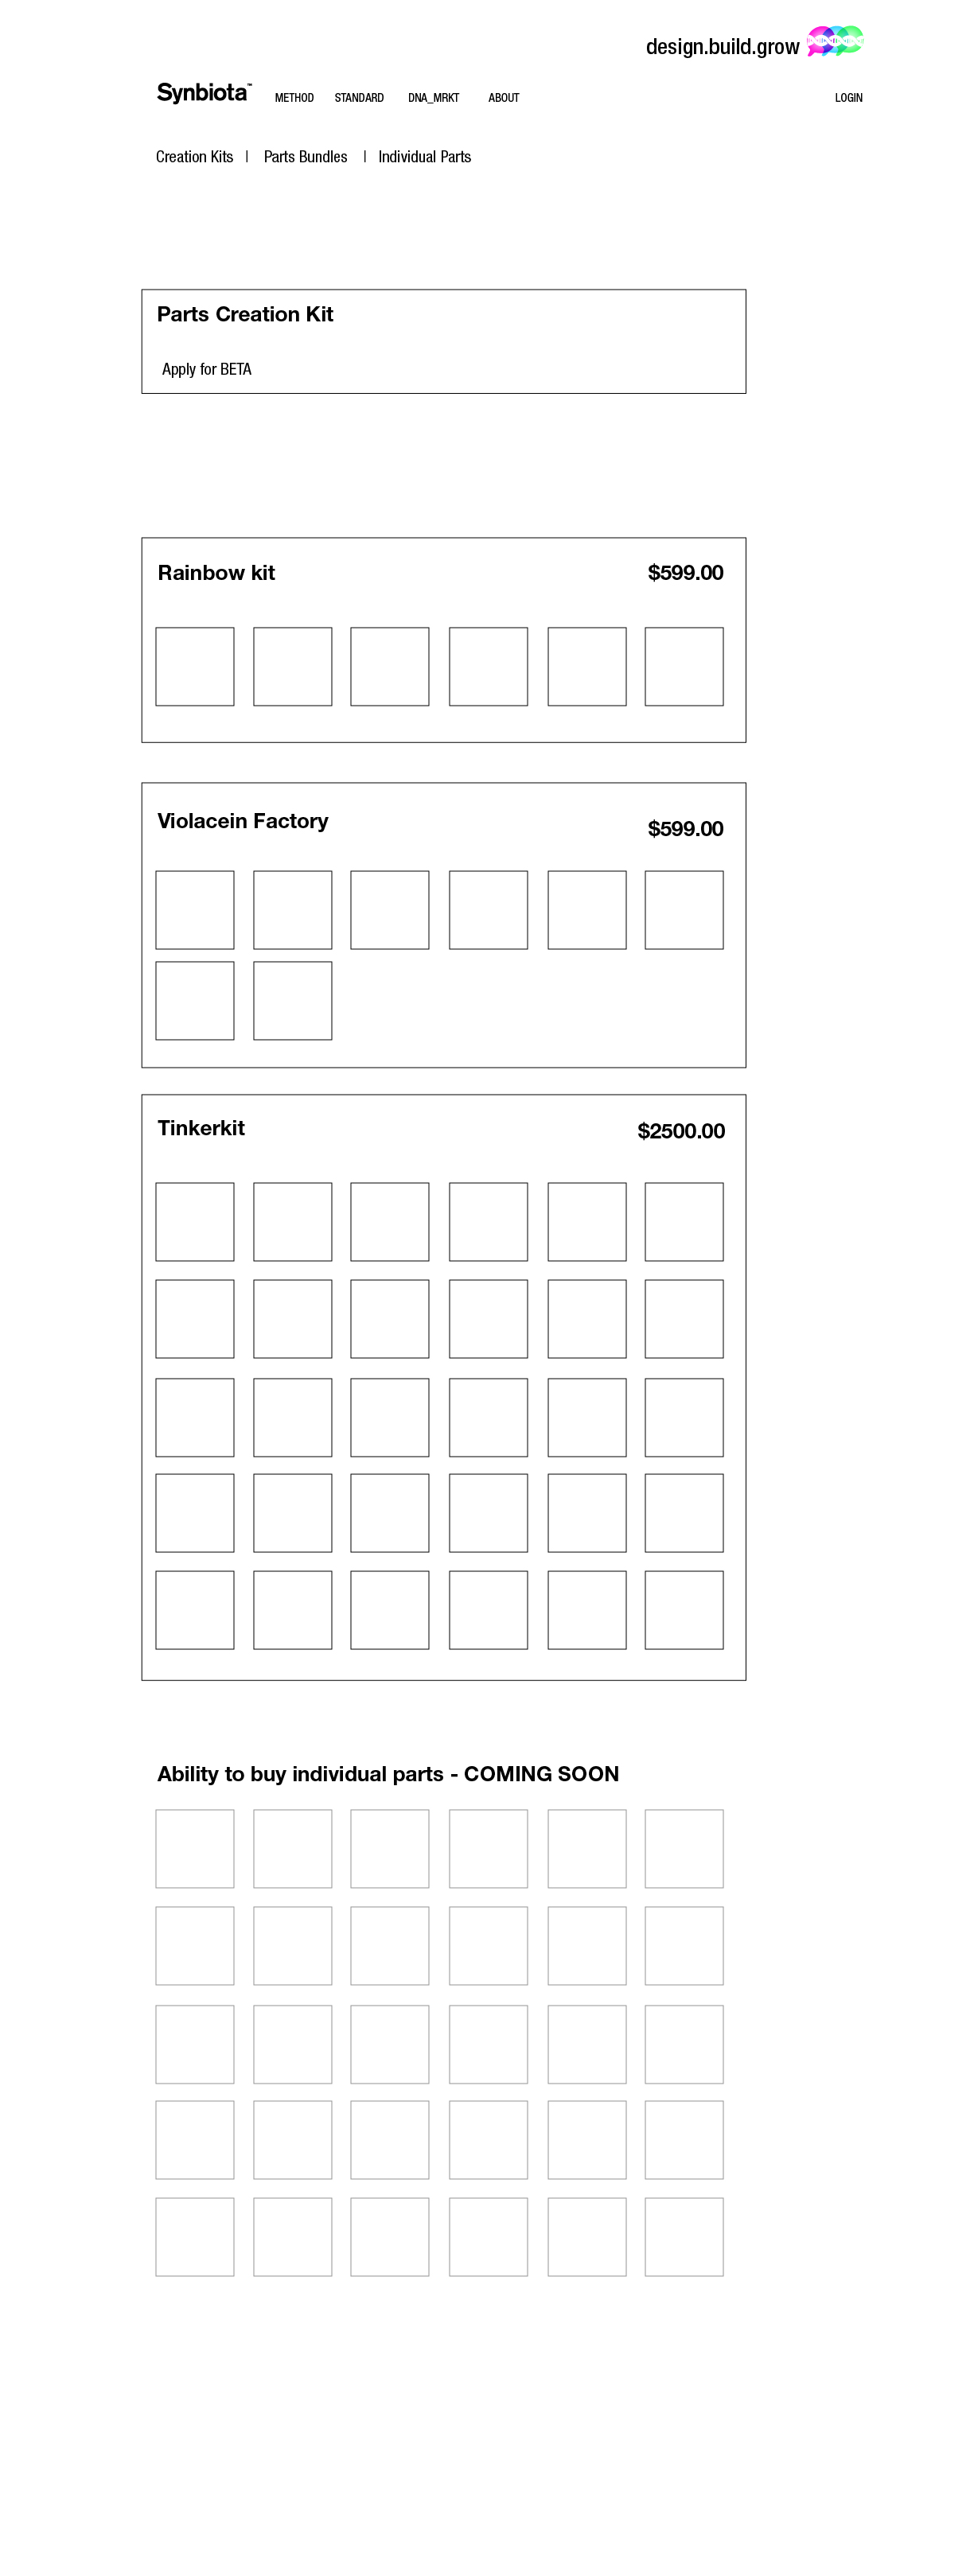 design.build.grow
Synbiota™ METHOD STANDARD DNA_MRKT ABOUT LOGIN
Creation Kits | Parts Bundles | Individual Parts
Parts Creation Kit
Apply for BETA
Rainbow kit $599.00
Violacein Factory $599.00
Tinkerkit $2500.00
Ability to buy individual parts - COMING SOON